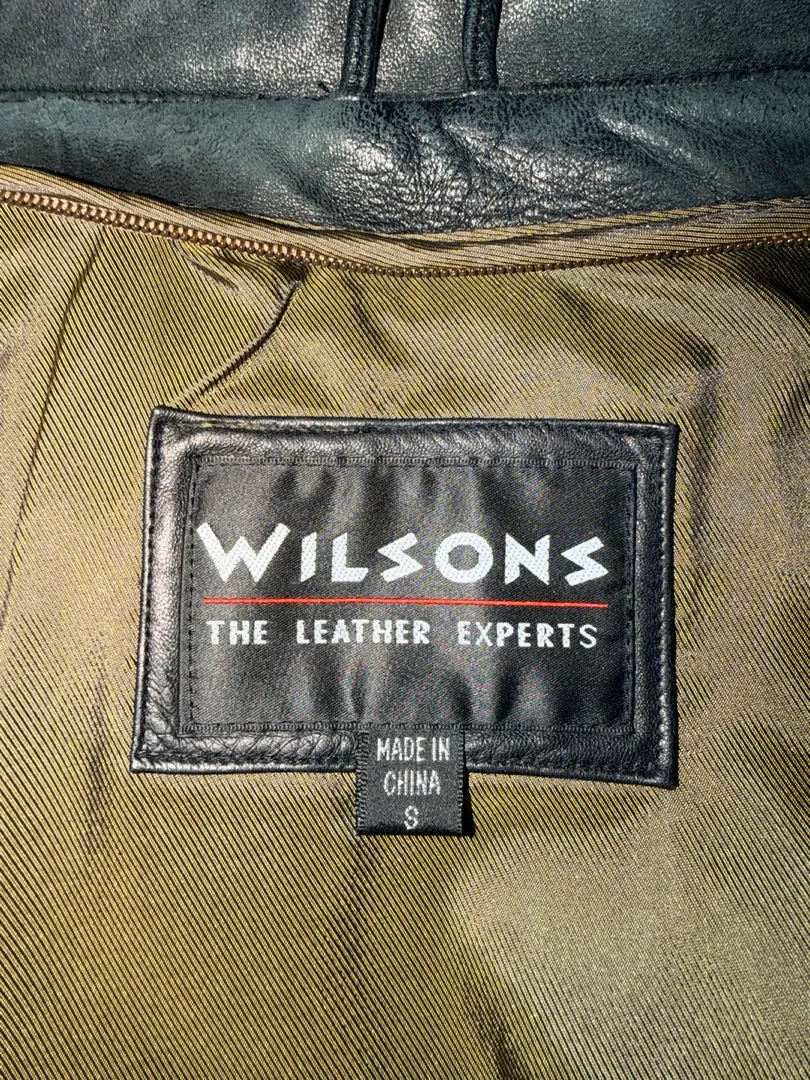 WILSONS
THE LEATHER EXPERTS
MADE IN
CHINA
S